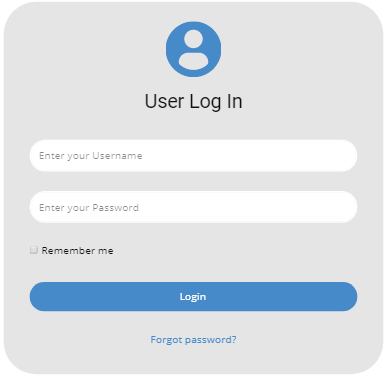 User Log In
Enter your Username
Enter your Password
Remember me
Login
Forgot password?